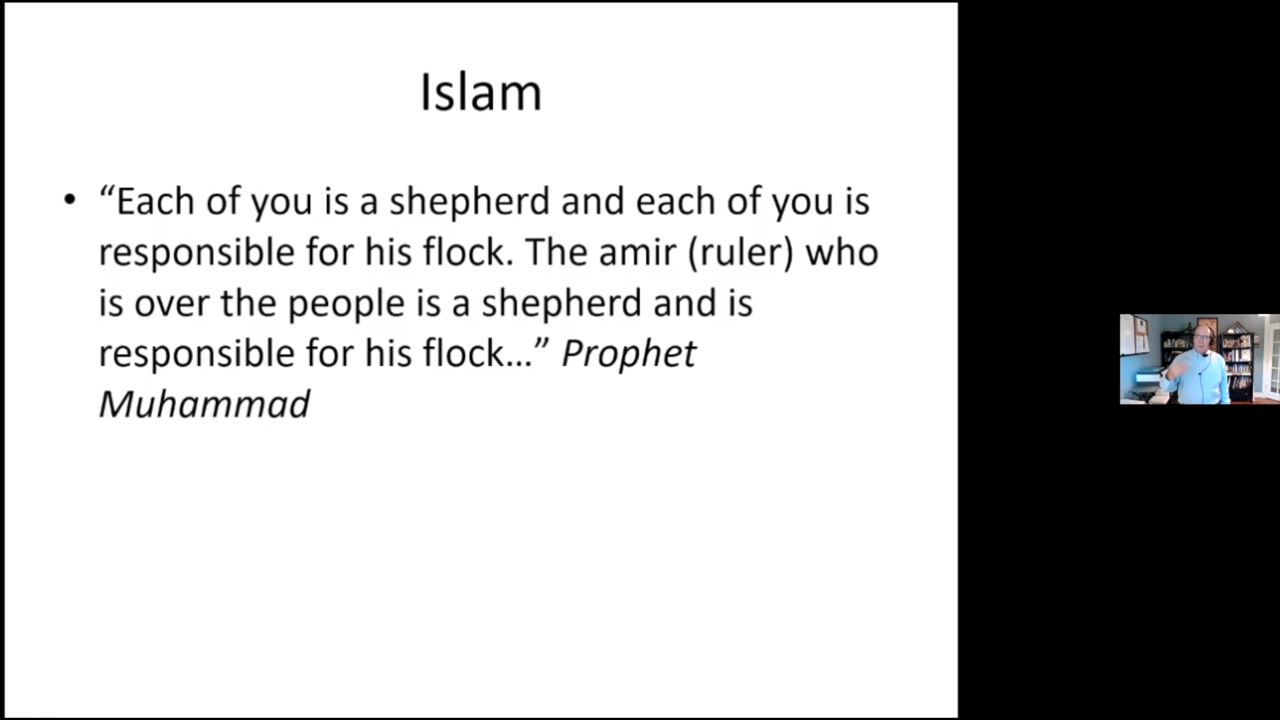 Islam
• “Each of you is a shepherd and each of you is
responsible for his flock. The amir (ruler) who
is over the people is a shepherd and is
responsible for his flock…” Prophet
Muhammad